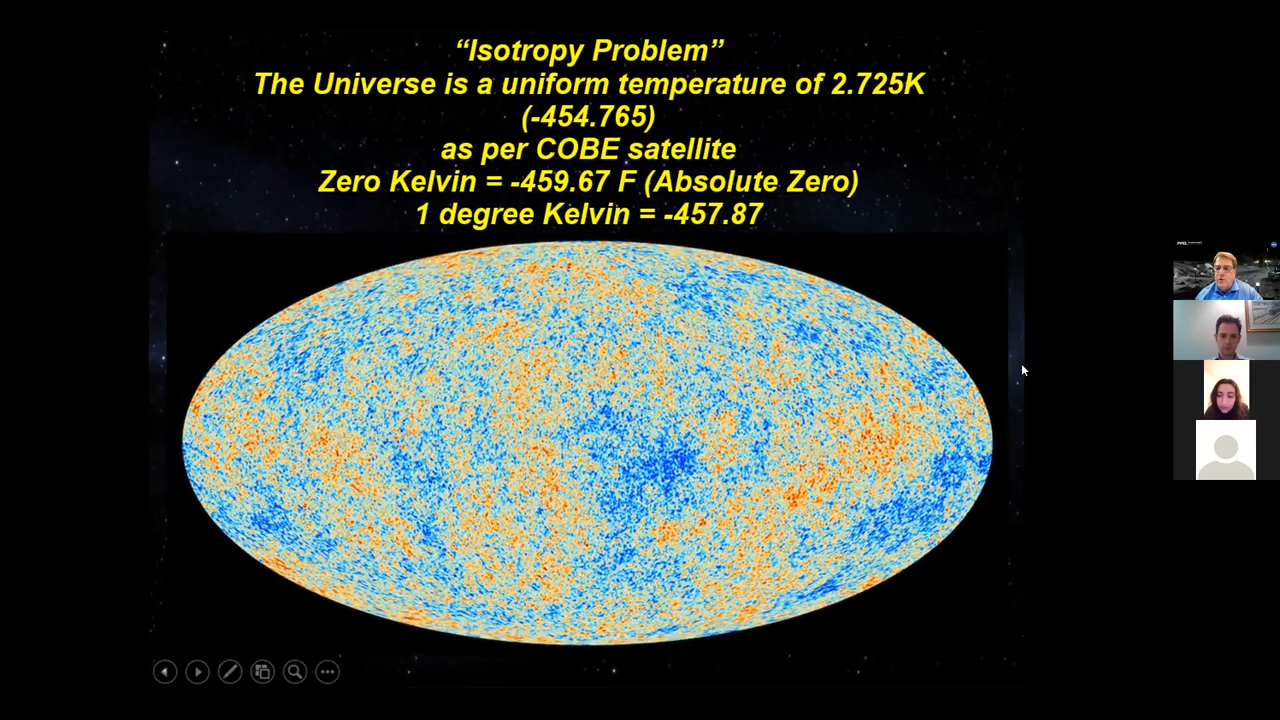 “Isotropy Problem”
The Universe is a uniform temperature of 2.725K
(-454.765)
as per COBE satellite
Zero Kelvin = -459.67 F (Absolute Zero)
1 degree Kelvin = -457.87